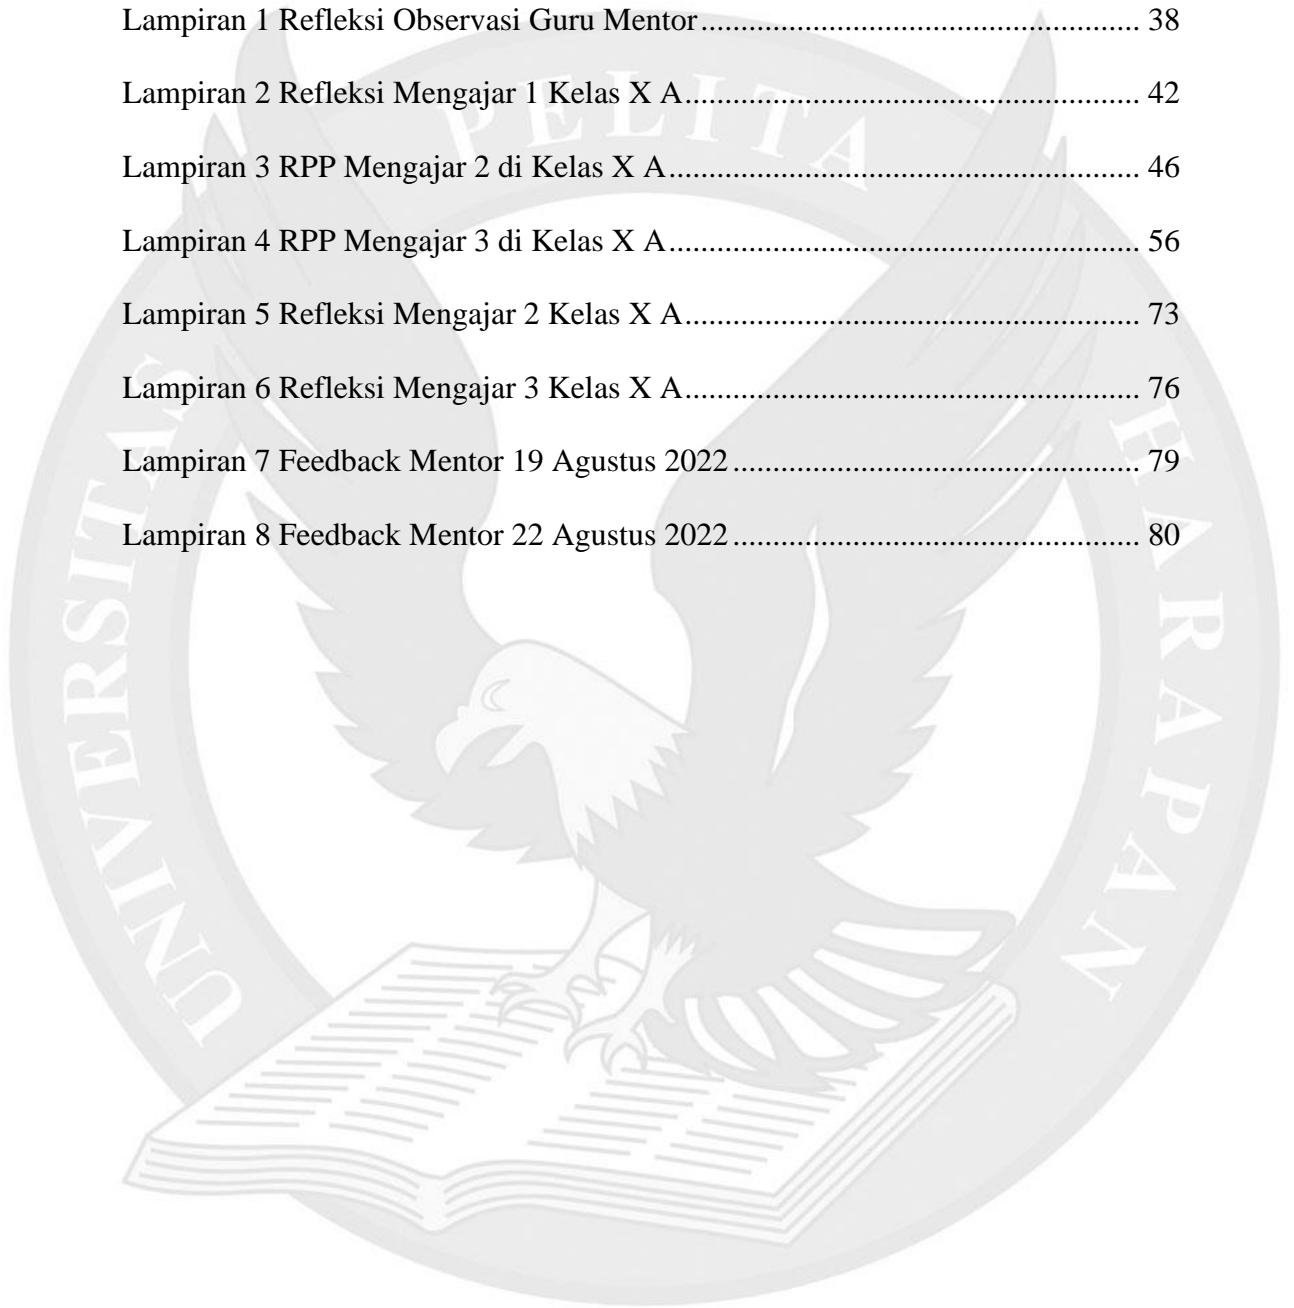 Lampiran 1 Refleksi Observasi Guru Mentor ....................................................... 38
Lampiran 2 Refleksi Mengajar 1 Kelas X A ......................................................... 42
Lampiran 3 RPP Mengajar 2 di Kelas X A ........................................................... 46
Lampiran 4 RPP Mengajar 3 di Kelas X A ........................................................... 56
Lampiran 5 Refleksi Mengajar 2 Kelas X A ......................................................... 73
Lampiran 6 Refleksi Mengajar 3 Kelas X A ......................................................... 76
Lampiran 7 Feedback Mentor 19 Agustus 2022 ................................................... 79
Lampiran 8 Feedback Mentor 22 Agustus 2022 ................................................... 80
UNIVERSITAS PELITA HARAPAN